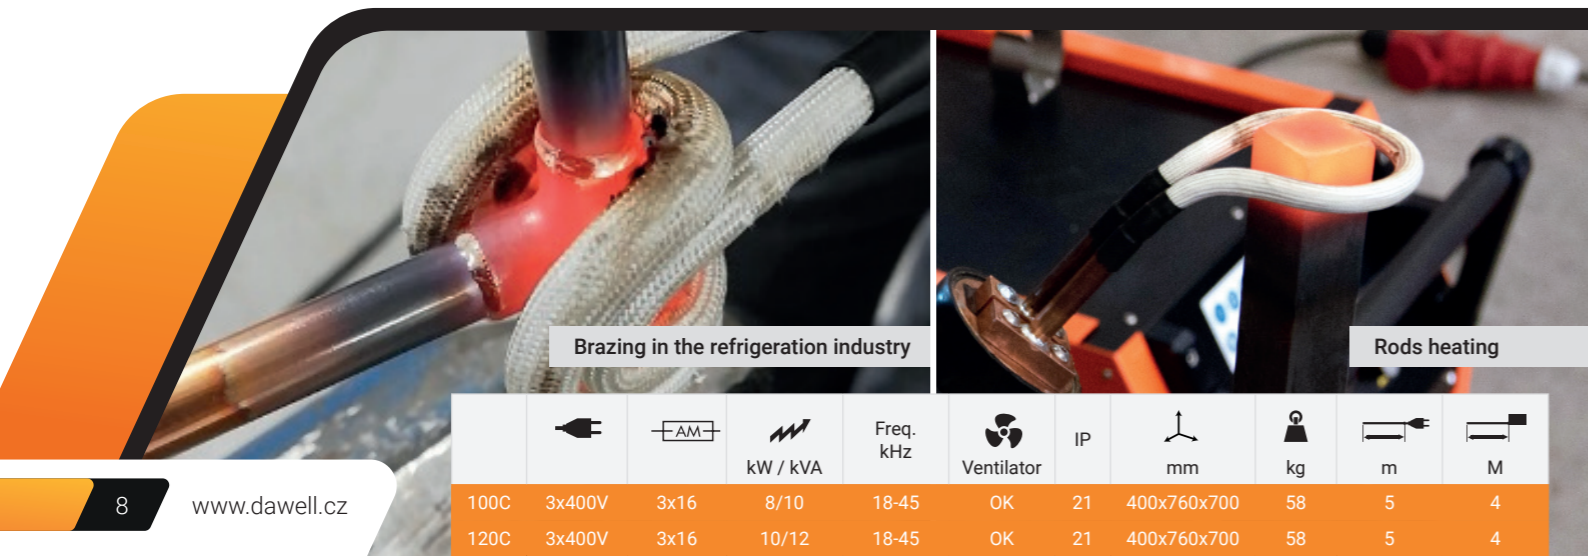 Brazing in the refrigeration industry
Rods heating
AM kW / kVA Freq. kHz Ventilator IP mm kg m M
100C 3x400V 3x16 8/10 18-45 OK 21 400x760x700 58 5 4
120C 3x400V 3x16 10/12 18-45 OK 21 400x760x700 58 5 4
8 www.dawell.cz